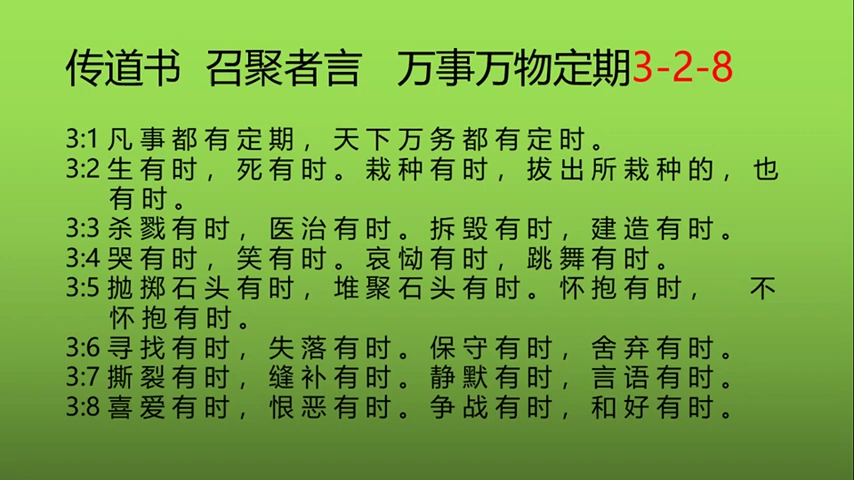 传道书 召聚者言 万事万物定期3-2-8
3:1 凡事都有定期，天下万务都有定时。
3:2 生有时，死有时。栽种有时，拔出所栽种的，也
有时。
3:3 杀戮有时，医治有时。拆毁有时，建造有时。
3:4 哭有时，笑有时。哀恸有时，跳舞有时。
3:5 抛掷石头有时，堆聚石头有时。怀抱有时， 不
怀抱有时。
3:6 寻找有时，失落有时。保守有时，舍弃有时。
3:7 撕裂有时，缝补有时。静默有时，言语有时。
3:8 喜爱有时，恨恶有时。争战有时，和好有时。